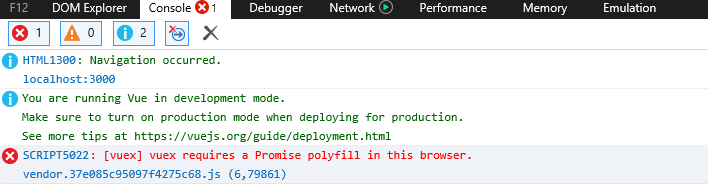 F12 DOM Explorer Console 1 Debugger Network Performance Memory Emulation
1 0 2
HTML1300: Navigation occurred.
localhost:3000
You are running Vue in development mode.
Make sure to turn on production mode when deploying for production.
See more tips at https://vuejs.org/guide/deployment.html
SCRIPT5022: [vuex] vuex requires a Promise polyfill in this browser.
vendor.37e085c95097f4275c68.js (6,79861)